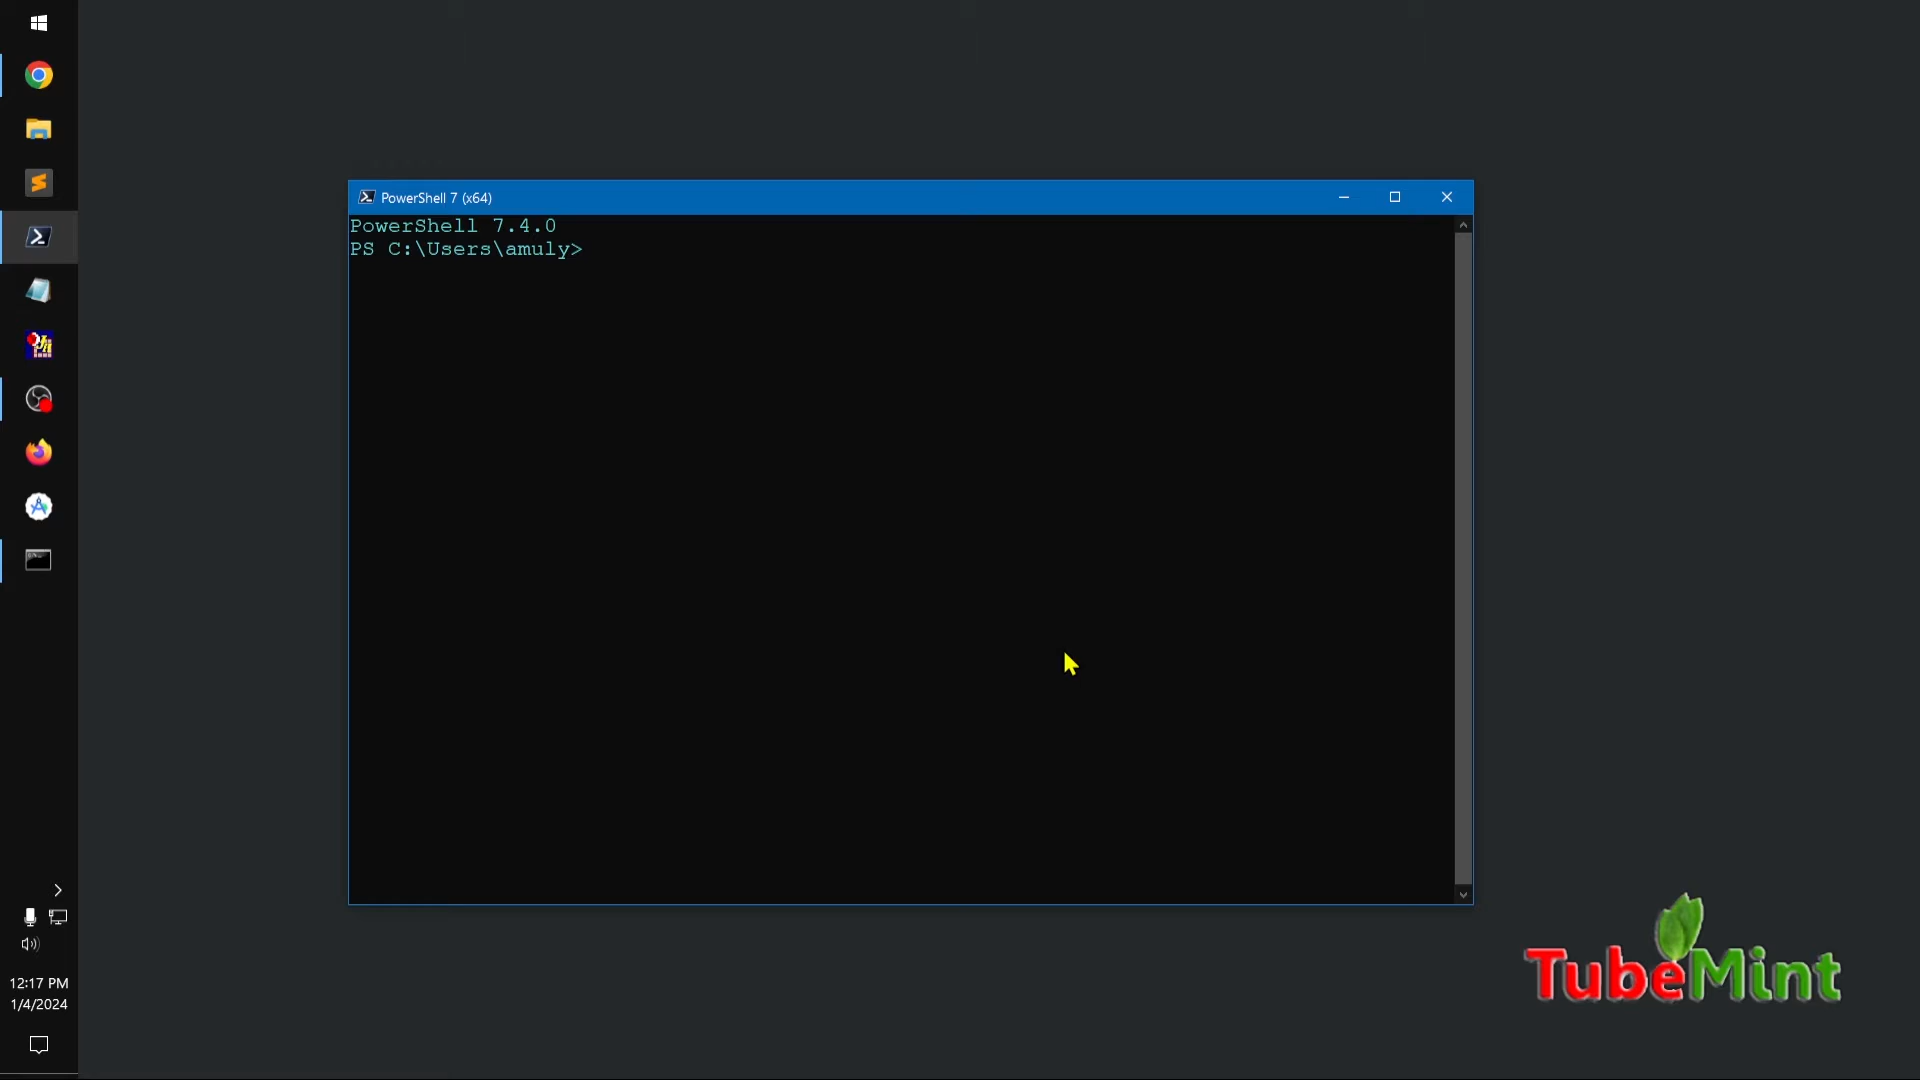 PowerShell 7 (x64)
PowerShell 7.4.0
PS C:\Users\amuly>
12:17 PM
1/4/2024
TubeMint